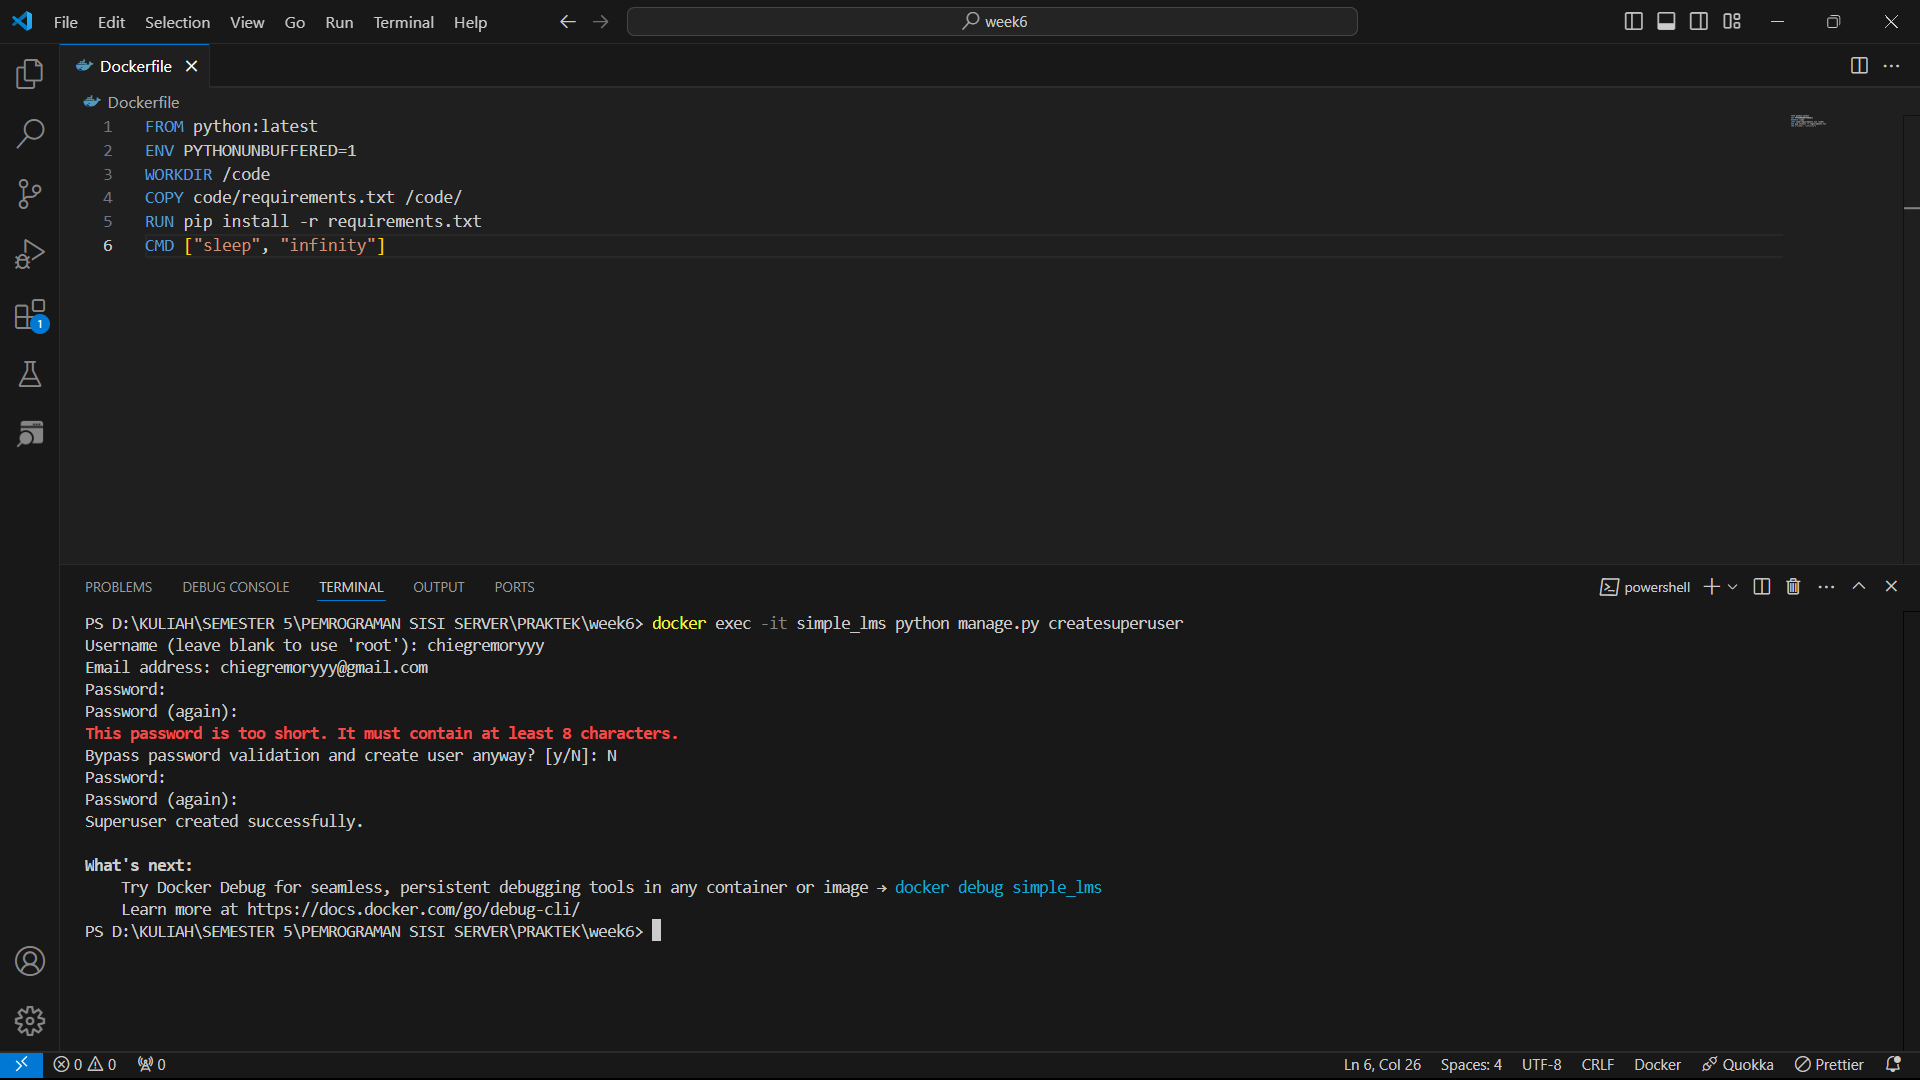 File Edit Selection View Go Run Terminal Help week6
Dockerfile
Dockerfile
1 FROM python:latest
2 ENV PYTHONUNBUFFERED=1
3 WORKDIR /code
4 COPY code/requirements.txt /code/
5 RUN pip install -r requirements.txt
6 CMD ["sleep", "infinity"]
1
PROBLEMS DEBUG CONSOLE TERMINAL OUTPUT PORTS powershell
PS D:\KULIAH\SEMESTER 5\PEMROGRAMAN SISI SERVER\PRAKTEK\week6> docker exec -it simple_lms python manage.py createsuperuser
Username (leave blank to use 'root'): chiegremoryyy
Email address: chiegremoryyy@gmail.com
Password:
Password (again):
This password is too short. It must contain at least 8 characters.
Bypass password validation and create user anyway? [y/N]: N
Password:
Password (again):
Superuser created successfully.
What's next:
Try Docker Debug for seamless, persistent debugging tools in any container or image → docker debug simple_lms
Learn more at https://docs.docker.com/go/debug-cli/
PS D:\KULIAH\SEMESTER 5\PEMROGRAMAN SISI SERVER\PRAKTEK\week6>
0 0 0 Ln 6, Col 26 Spaces: 4 UTF-8 CRLF Docker Quokka Prettier